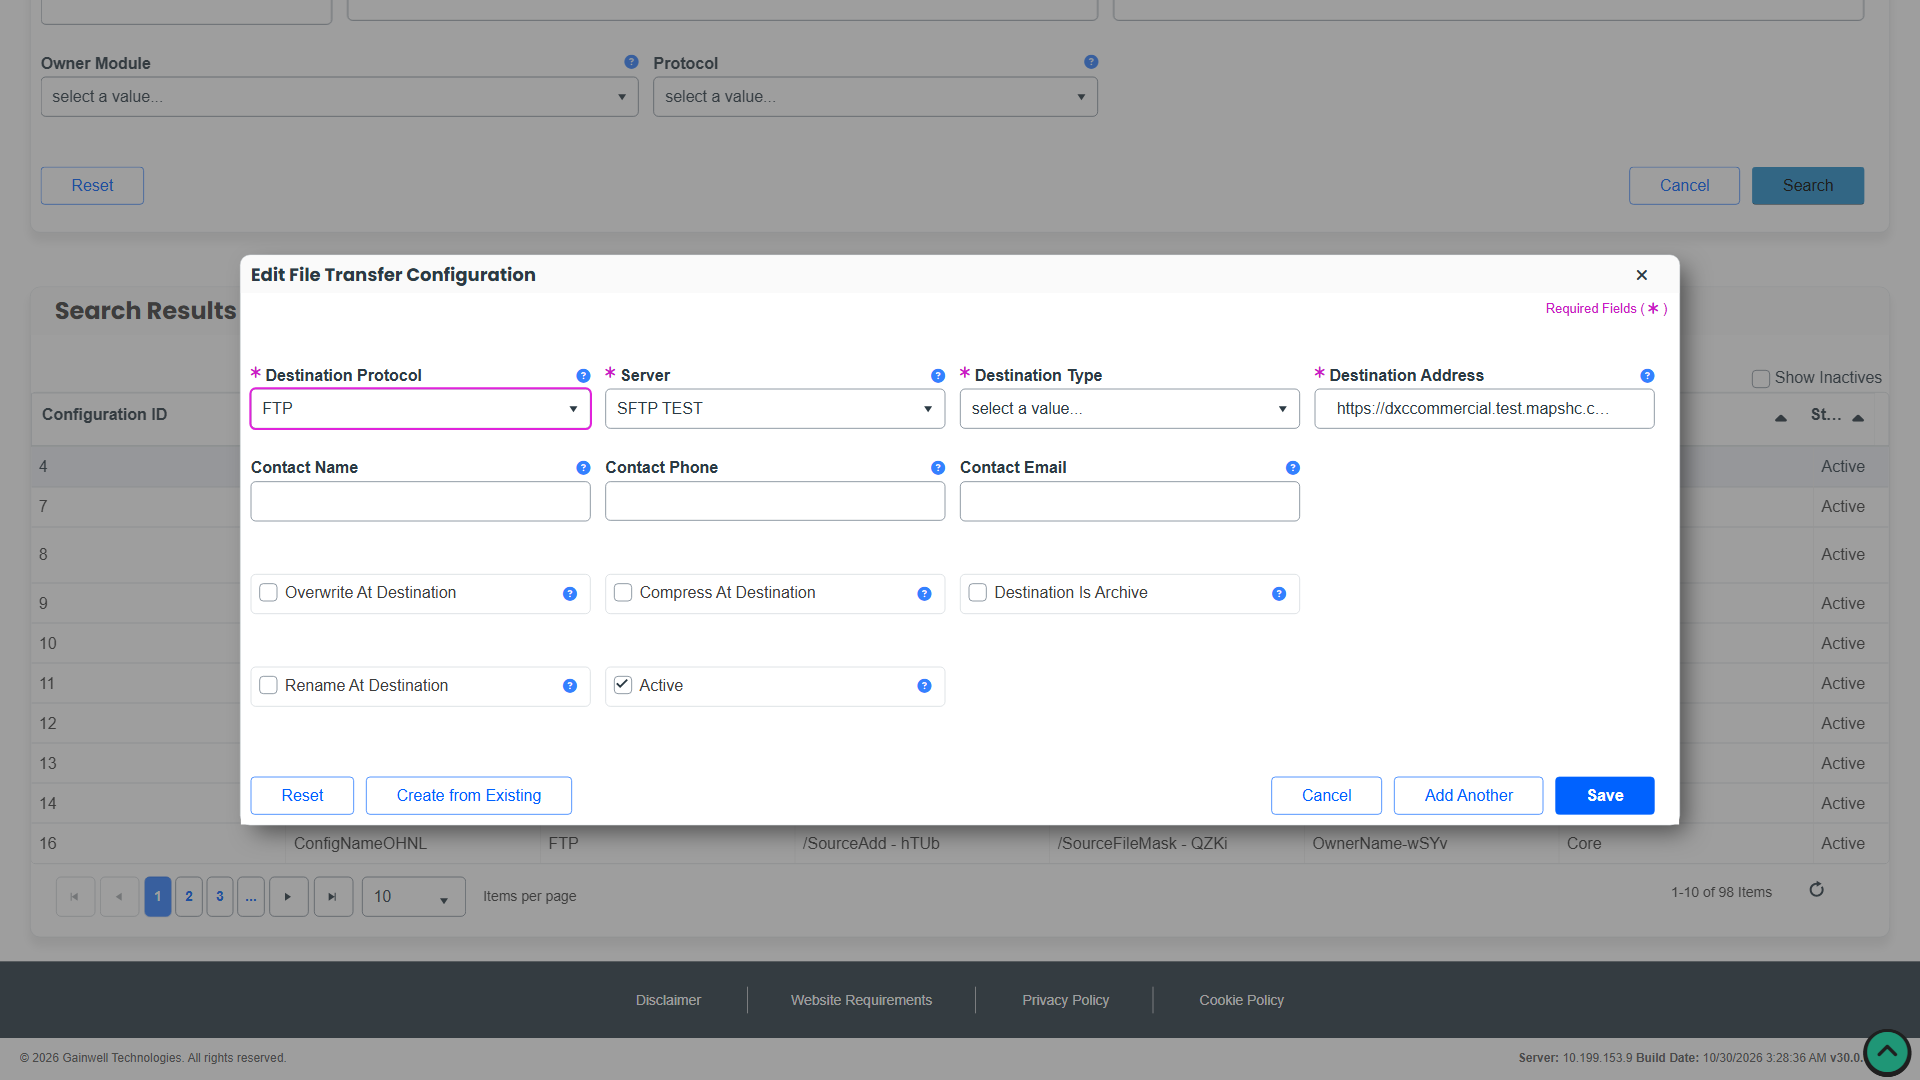 Owner Module ?
Protocol ?
select a value...
select a value...
Reset
Cancel
Search
Edit File Transfer Configuration
Search Results
Required Fields ( * )
* Destination Protocol ?
* Server ?
* Destination Type
* Destination Address ?
Show Inactives
FTP
SFTP TEST
select a value...
https://dxccommercial.test.mapshc.c...
Configuration ID
St...
Contact Name ?
Contact Phone ?
Contact Email ?
4
Active
7
Active
8
Active
Overwrite At Destination ?
Compress At Destination ?
Destination Is Archive ?
9
Active
10
Active
Rename At Destination ?
Active ?
11
Active
12
Active
13
Active
Reset
Create from Existing
Cancel
Add Another
Save
14
Active
16 ConfigNameOHNL FTP /SourceAdd - hTUb /SourceFileMask - QZKi OwnerName-wSYv Core Active
1 2 3 ...
10
Items per page
1-10 of 98 Items
Disclaimer
Website Requirements
Privacy Policy
Cookie Policy
© 2026 Gainwell Technologies. All rights reserved.
Server: 10.199.153.9 Build Date: 10/30/2026 3:28:36 AM v30.0.